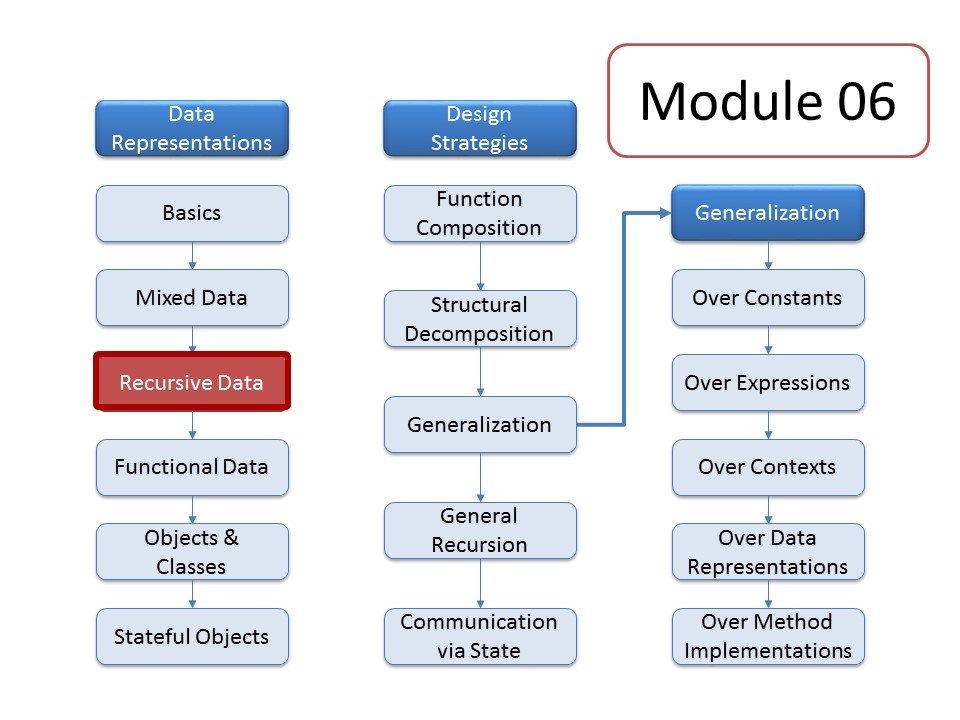 Module 06
Data
Representations
Basics
Mixed Data
Recursive Data
Functional Data
Objects &
Classes
Stateful Objects
Design
Strategies
Function
Composition
Structural
Decomposition
Generalization
General
Recursion
Communication
via State
Generalization
Over Constants
Over Expressions
Over Contexts
Over Data
Representations
Over Method
Implementations